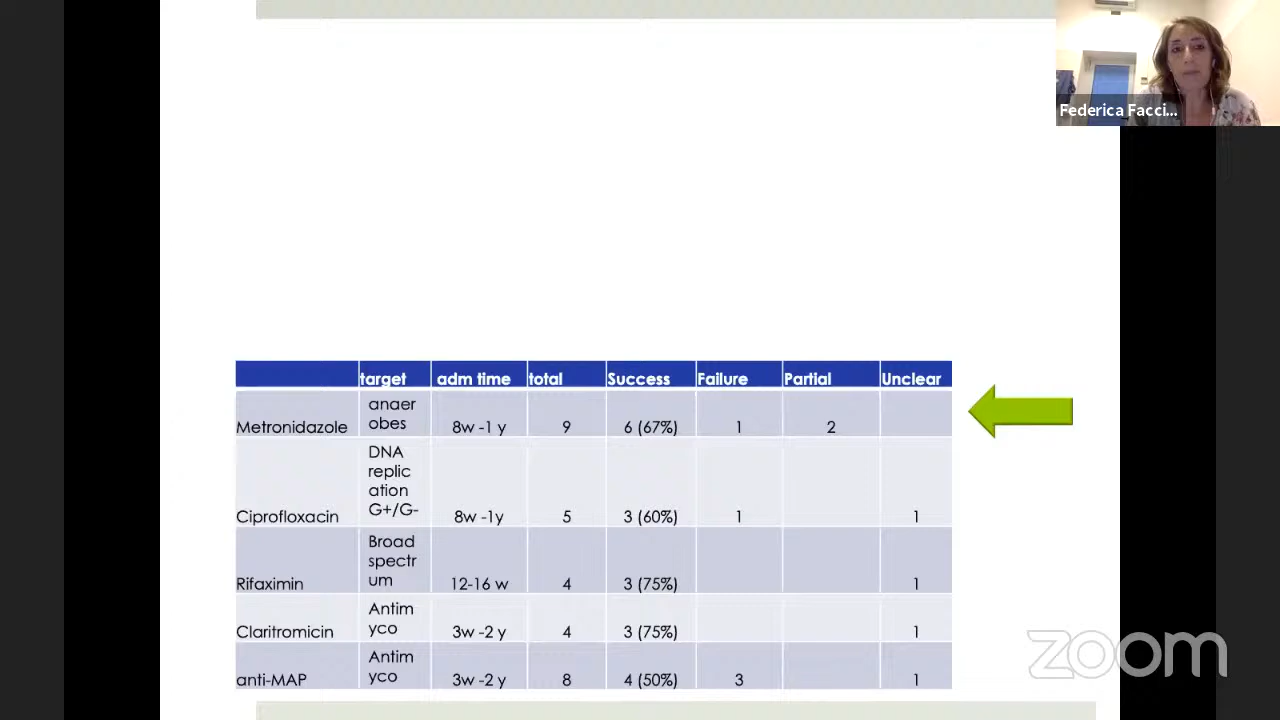 Federica Facci...
target adm time total Success Failure Partial Unclear
anaer
obes
Metronidazole 8w -1 y 9 6 (67%) 1 2
DNA
replic
ation
G+/G-
Ciprofloxacin 8w -1y 5 3 (60%) 1 1
Broad
spectr
um
Rifaximin 12-16 w 4 3 (75%) 1
Antim
yco
Claritromicin 3w -2 y 4 3 (75%) 1
Antim
yco
anti-MAP 3w -2 y 8 4 (50%) 3 1
zoom